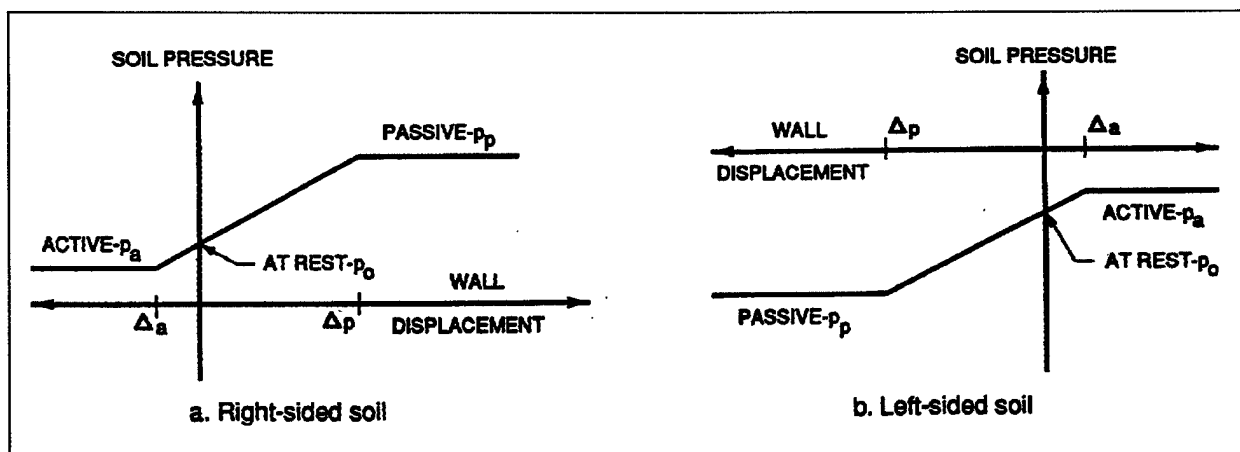 SOIL PRESSURE
PASSIVE-pp
ACTIVE-pa
AT REST-po
WALL
DISPLACEMENT
Δa
Δp
a. Right-sided soil
SOIL PRESSURE
WALL
DISPLACEMENT
Δp
Δa
ACTIVE-pa
AT REST-po
PASSIVE-pp
b. Left-sided soil